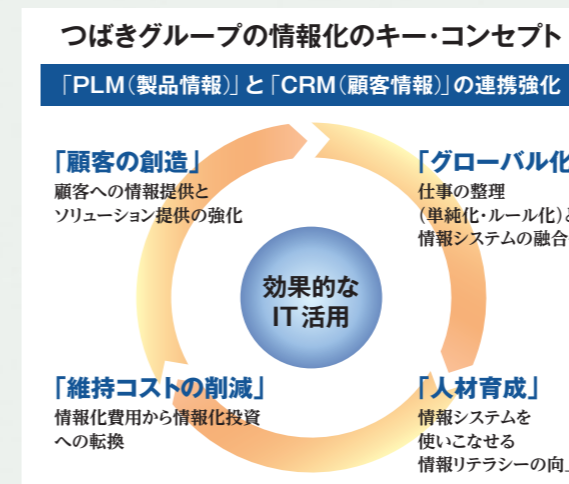 つばきグループの情報化のキー・コンセプト
「PLM(製品情報)」と「CRM(顧客情報)」の連携強化
「顧客の創造」
顧客への情報提供と
ソリューション提供の強化
「グローバル化
仕事の整理
(単純化・ルール化)と
情報システムの融合
効果的な
IT活用
「維持コストの削減」
情報化費用から情報化投資
への転換
「人材育成」
情報システムを
使いこなせる
情報リテラシーの向